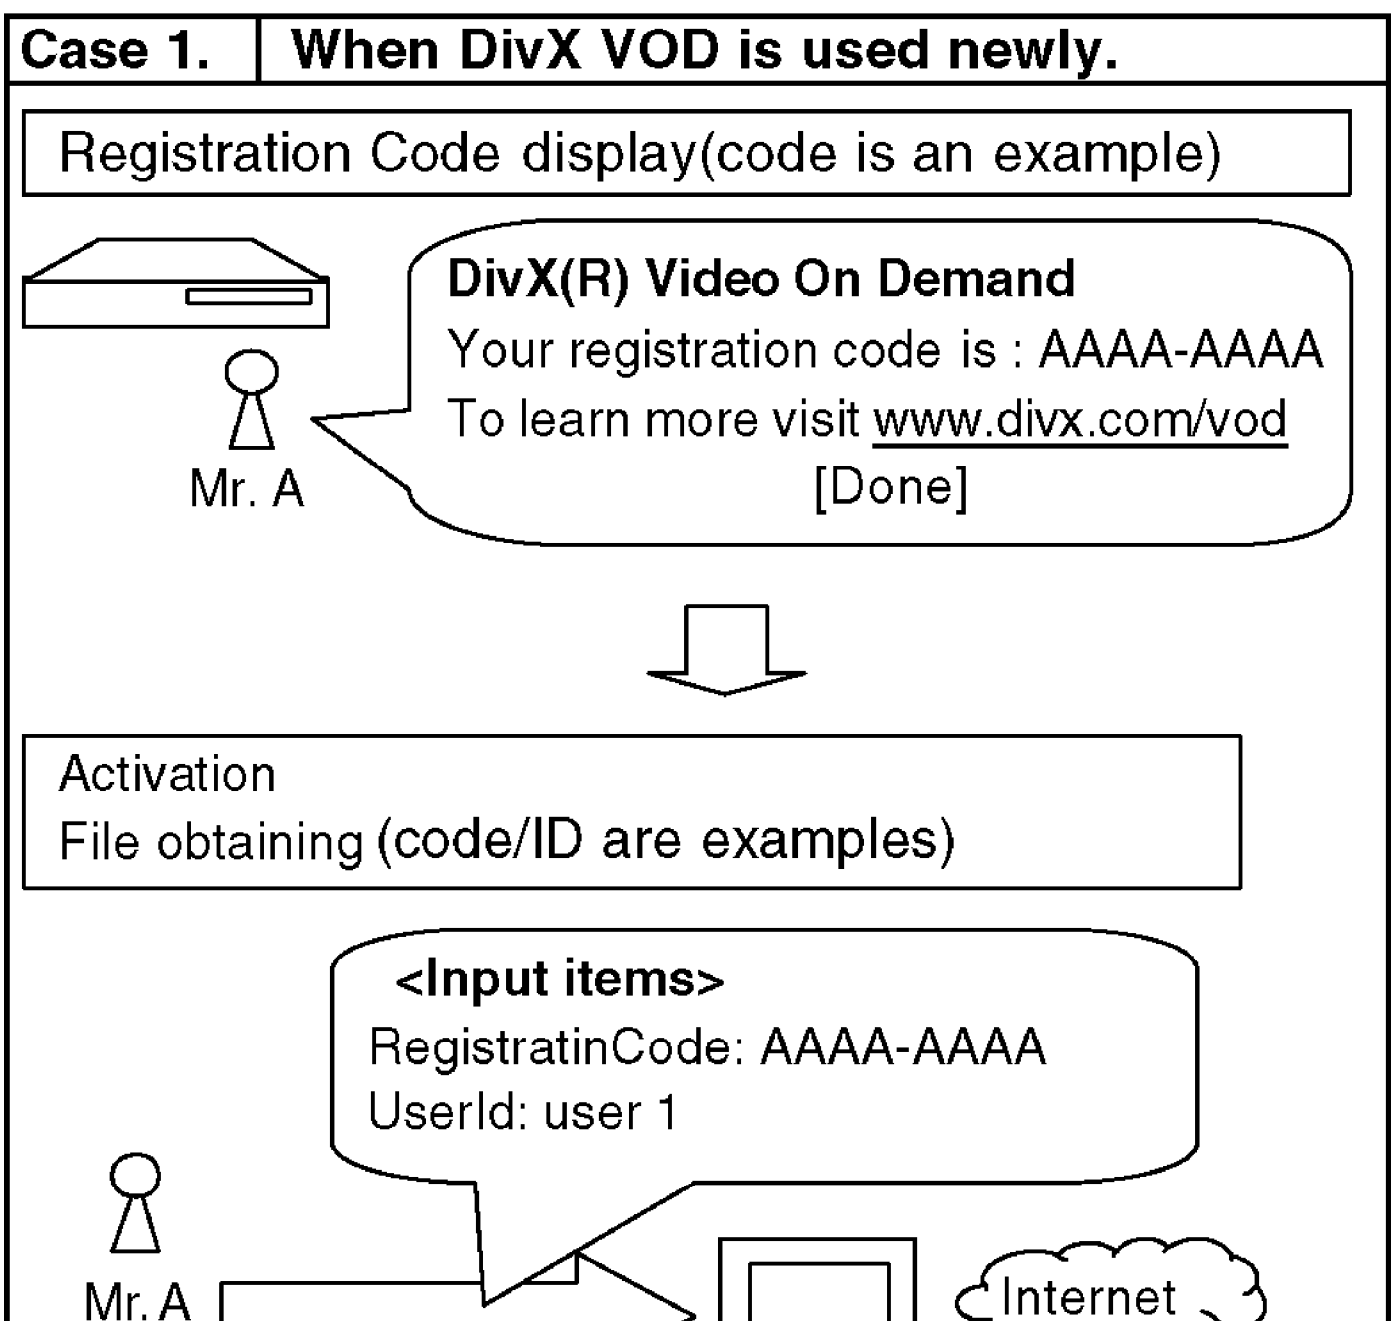 Case 1. When DivX VOD is used newly.
Registration Code display(code is an example)
DivX(R) Video On Demand
Your registration code is : AAAA-AAAA
To learn more visit www.divx.com/vod
[Done]
Mr. A
Activation
File obtaining (code/ID are examples)
<Input items>
RegistratinCode: AAAA-AAAA
UserId: user 1
Mr. A
Internet